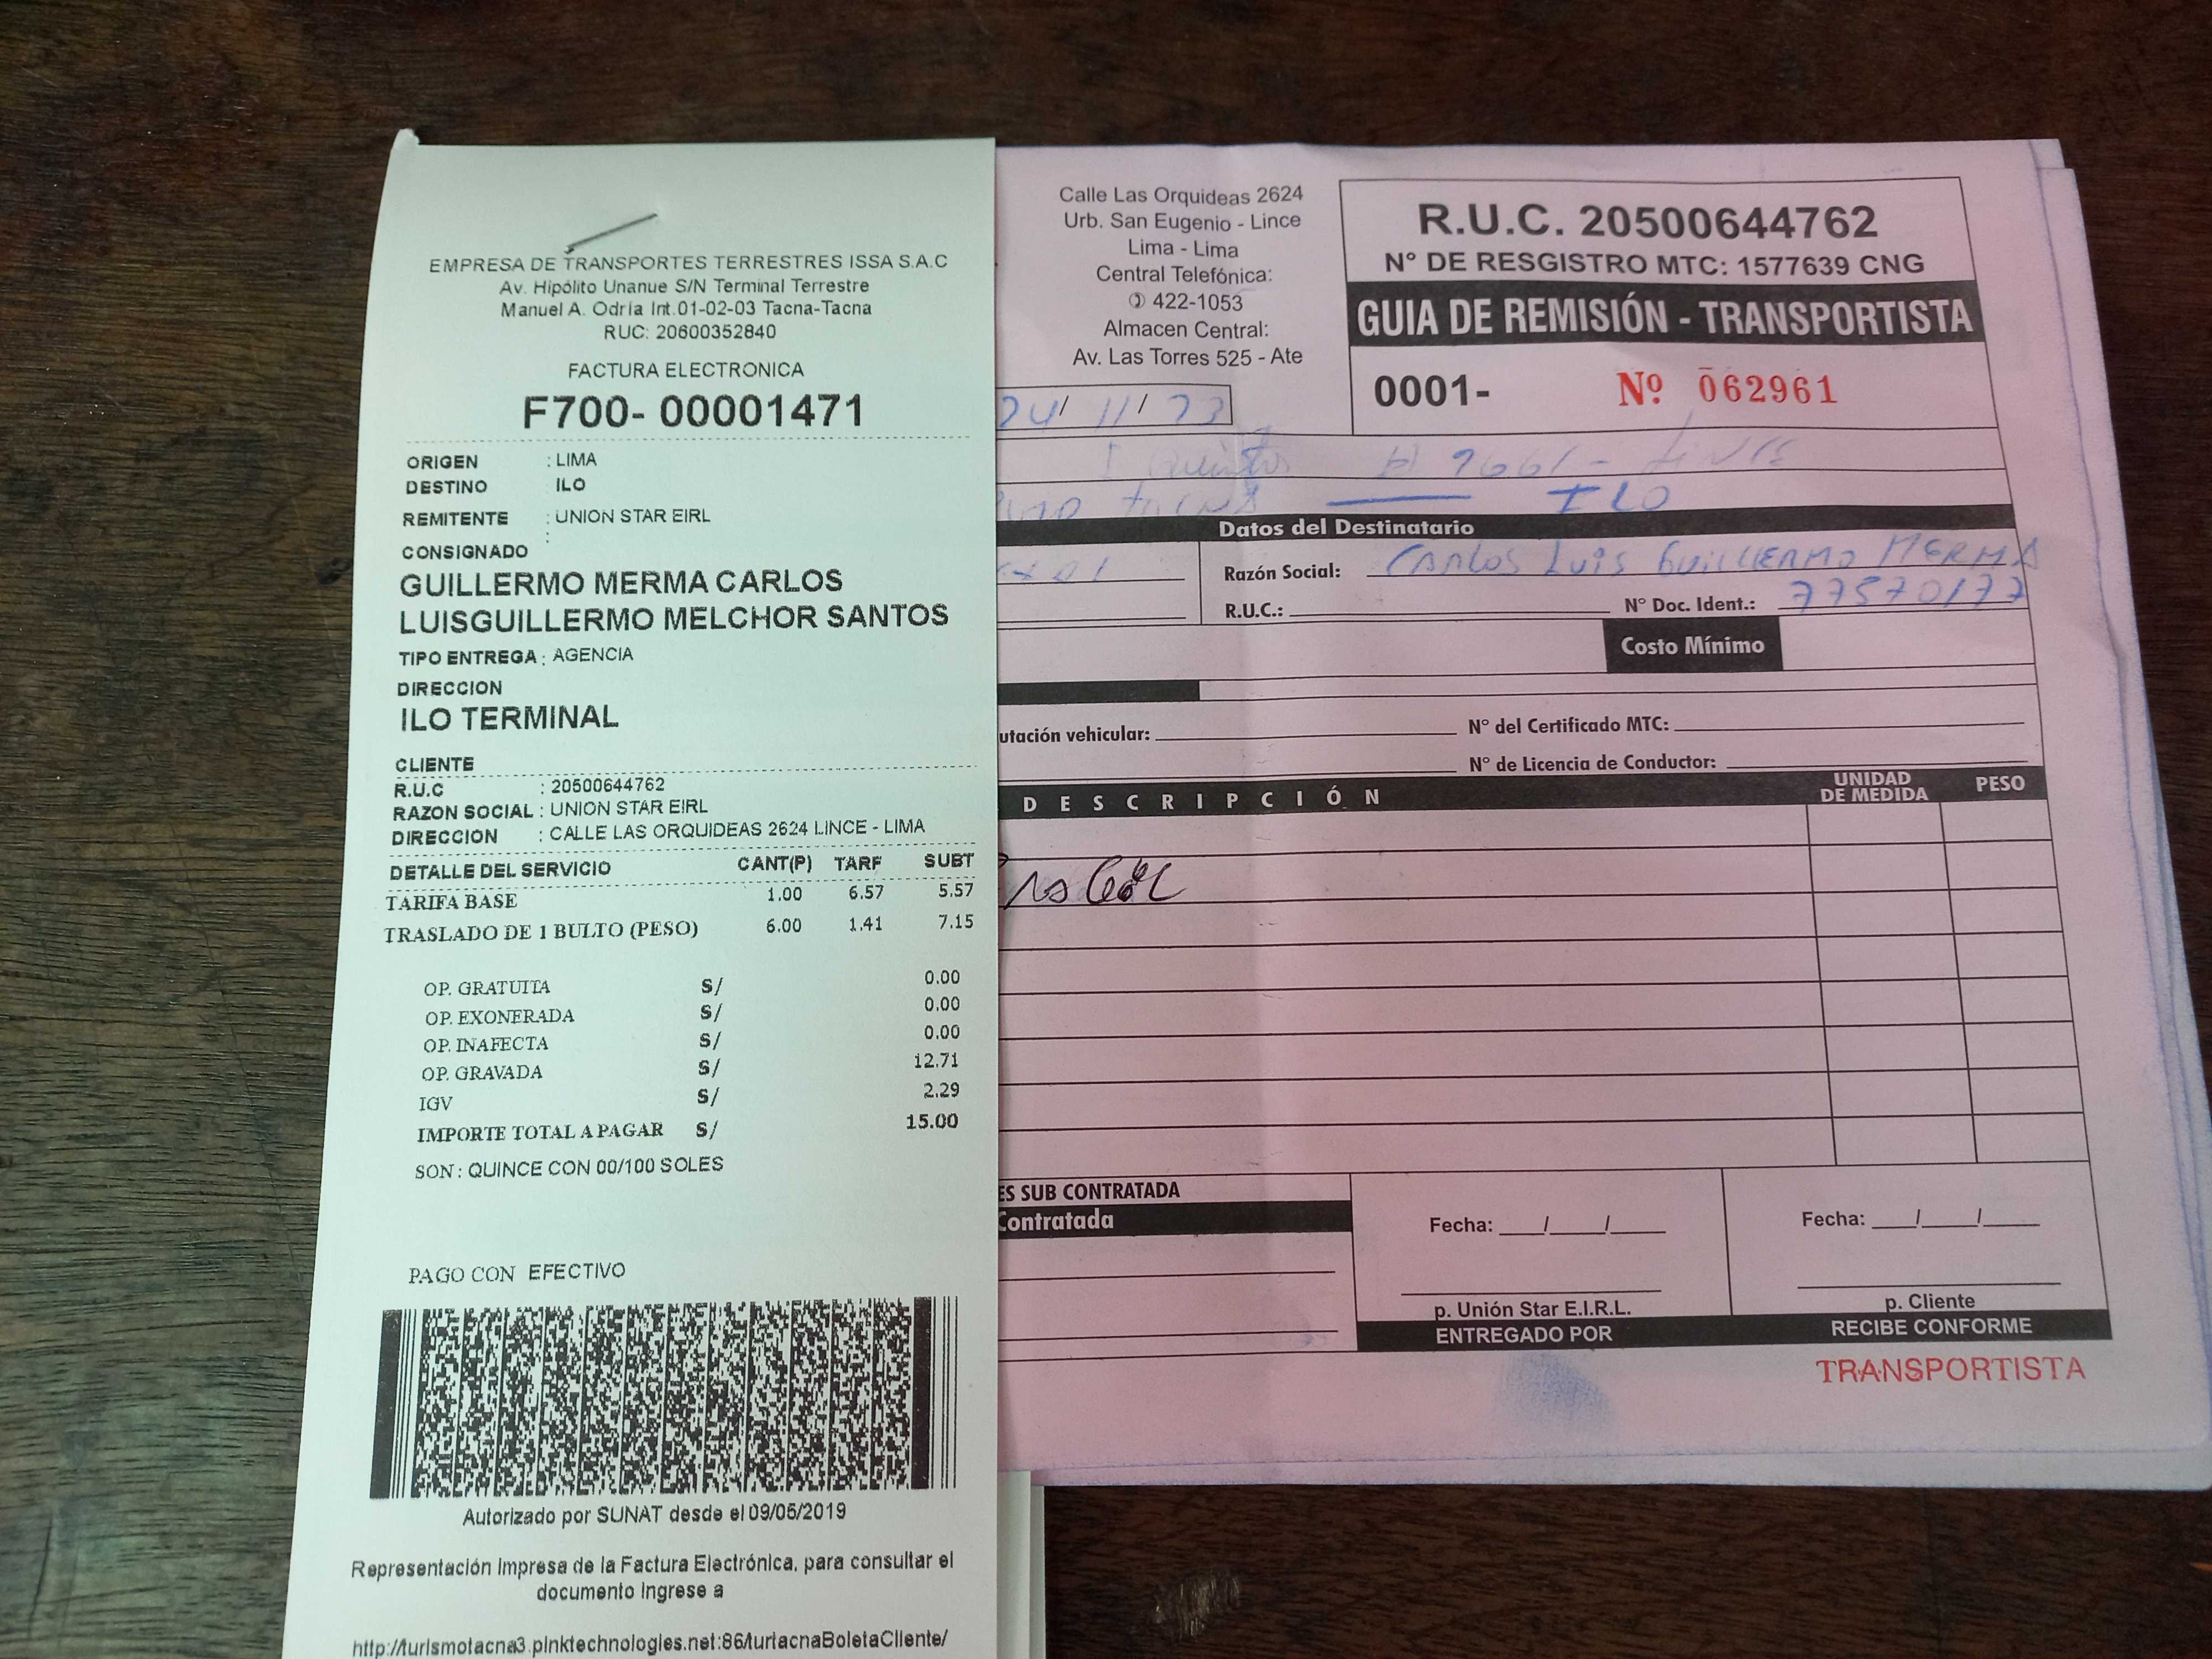 EMPRESA DE TRANSPORTES TERRESTRES ISSA S.A.C
Av. Hipólito Unanue S/N Terminal Terrestre
Manuel A. Odría Int.01-02-03 Tacna-Tacna
RUC: 20600352840
FACTURA ELECTRONICA
F700- 00001471
ORIGEN : LIMA
DESTINO : ILO
REMITENTE : UNION STAR EIRL
CONSIGNADO :
GUILLERMO MERMA CARLOS
LUISGUILLERMO MELCHOR SANTOS
TIPO ENTREGA : AGENCIA
DIRECCION
ILO TERMINAL
CLIENTE
R.U.C : 20500644762
RAZON SOCIAL : UNION STAR EIRL
DIRECCION : CALLE LAS ORQUIDEAS 2624 LINCE - LIMA
DETALLE DEL SERVICIO CANT(P) TARF SUBT
TARIFA BASE 1.00 6.57 5.57
TRASLADO DE 1 BULTO (PESO) 6.00 1.41 7.15
OP. GRATUITA S/ 0.00
OP. EXONERADA S/ 0.00
OP. INAFECTA S/ 0.00
OP. GRAVADA S/ 12.71
IGV S/ 2.29
IMPORTE TOTAL A PAGAR S/ 15.00
SON : QUINCE CON 00/100 SOLES
PAGO CON EFECTIVO
Autorizado por SUNAT desde el 09/05/2019
Representación Impresa de la Factura Electrónica, para consultar el
documento Ingrese a
http://turismotacna3.pinktechnologies.net:86/turtacnaBoletaCliente/
Calle Las Orquideas 2624
Urb. San Eugenio - Lince
Lima - Lima
Central Telefónica:
422-1053
Almacen Central:
Av. Las Torres 525 - Ate
R.U.C. 20500644762
N° DE RESGISTRO MTC: 1577639 CNG
GUIA DE REMISIÓN - TRANSPORTISTA
0001- Nº 062961
24/ 11/ 23
ILO
Datos del Destinatario
Razón Social: CARLOS LUIS GUILLERMO MERMA
R.U.C.: N° Doc. Ident.: 77570177
Costo Mínimo
utación vehicular: N° del Certificado MTC:
N° de Licencia de Conductor:
DESCRIPCIÓN UNIDAD DE MEDIDA PESO
ES SUB CONTRATADA
Contratada
Fecha: / /
Fecha: / /
p. Unión Star E.I.R.L.
ENTREGADO POR
p. Cliente
RECIBE CONFORME
TRANSPORTISTA